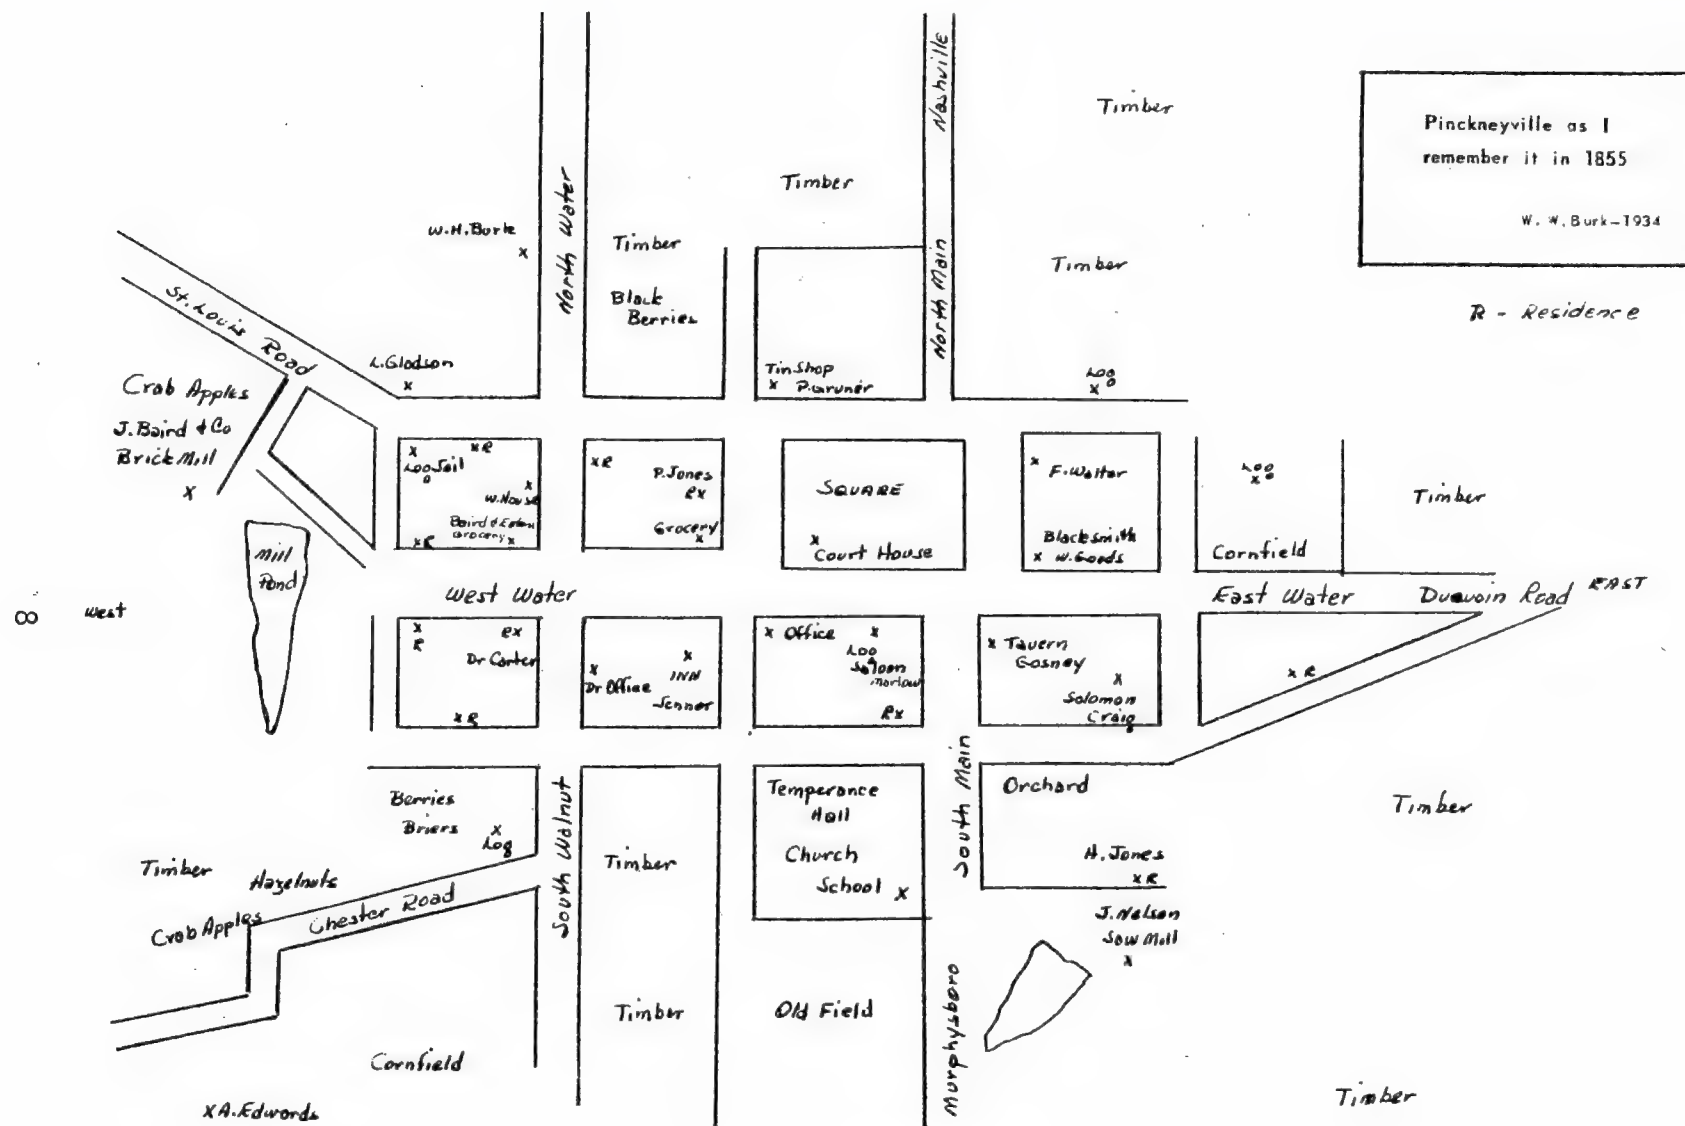 Nashville
Timber
Pinckneyville as I
remember it in 1855
W. W. Burk-1934
R - Residence
North Water
Timber
W.H. Burk
x
Timber
Black
Berries
North Main
Timber
St. Louis Road
L. Gladson
x
Tin Shop
x P. Gruner
Log
x
Crab Apples
J. Baird & Co
Brick Mill
x
x
Log Jail
x R
W. House
x
Baird &
Grocery x
x R
x R
P. Jones
R x
Grocery
x
SQUARE
x
Court House
x
F. Walter
Blacksmith
x W. Goods
Log
x
Cornfield
Timber
Mill
Pond
8
West
West Water
East Water
Duquoin Road
EAST
x
R
R x
Dr Carter
x R
x
Dr Office
x
INN
Jenner
x Office
x
Log
Saloon
Marlow
R x
x Tavern
Gosney
x
Solomon
Craig
x R
Berries
Briers
x
Log
South Walnut
Timber
Temperance
Hall
Church
School x
South Main
Orchard
H. Jones
x R
Timber
Timber
Hazelnuts
Crab Apples
Chester Road
J. Nelson
Saw Mill
x
Cornfield
Timber
Old Field
Murphysboro
Timber
x A. Edwards